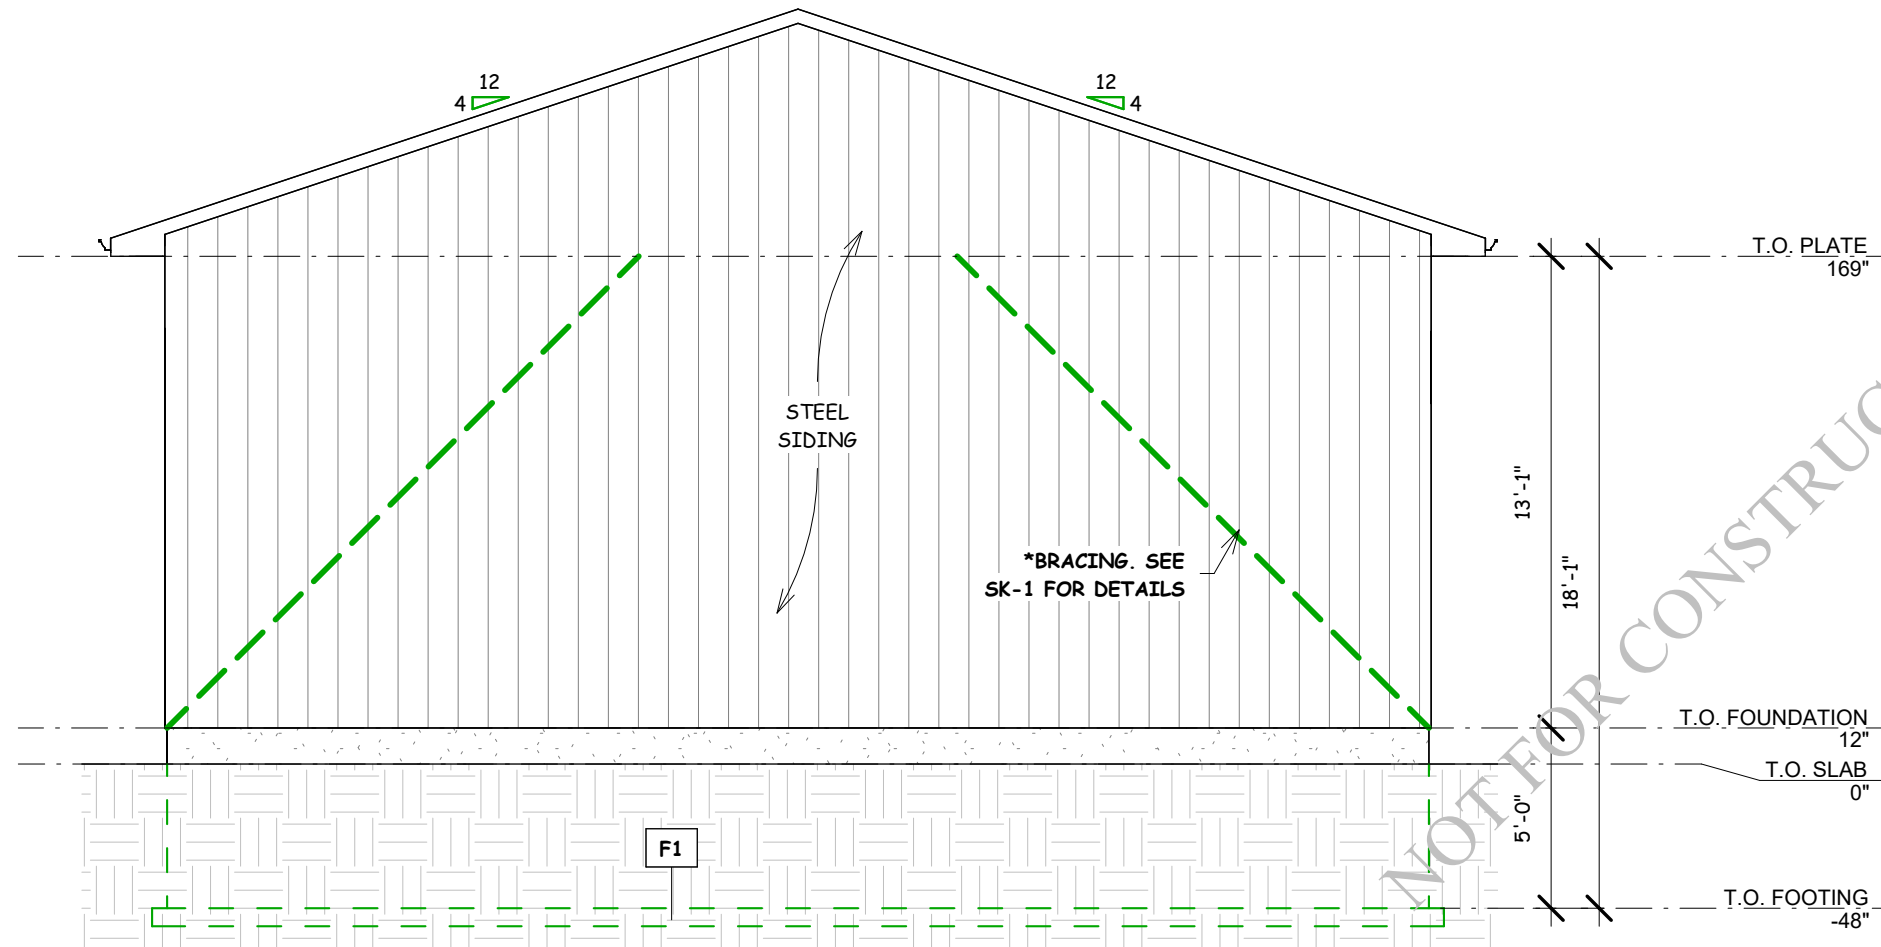 12
4
12
4
T.O. PLATE
169"
STEEL
SIDING
13'-1"
*BRACING. SEE
SK-1 FOR DETAILS
18'-1"
T.O. FOUNDATION
12"
T.O. SLAB
0"
5'-0"
F1
T.O. FOOTING
-48"
NOT FOR CONSTRUC